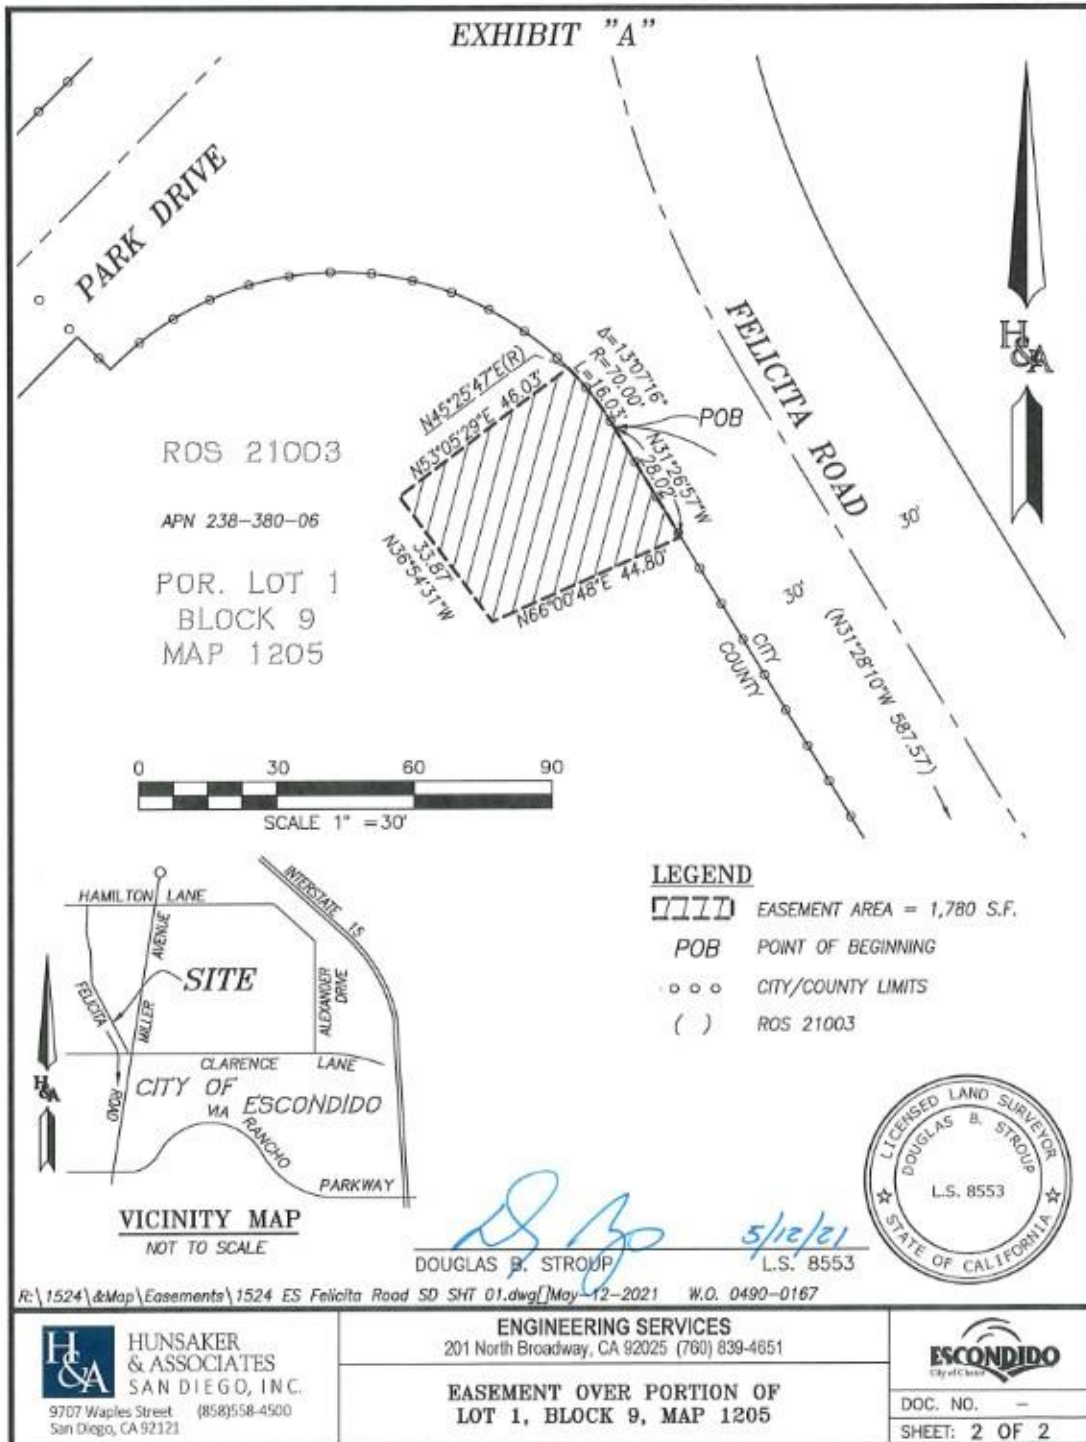 EXHIBIT "A"
PARK DRIVE
FELICITA ROAD
H&A
Δ=13°07'16"
R=70.00'
L=16.03'
N45°25'47"E(R)
N53°05'29"E 46.03'
POB
N31°26'57"W
28.02'
ROS 21003
APN 238-380-06
POR. LOT 1
BLOCK 9
MAP 1205
33.87'
N36°54'31"W
N66°00'48"E 44.80'
30'
30'
CITY
COUNTY
(N31°28'10"W 587.57)
0 30 60 90
SCALE 1" =30'
HAMILTON LANE
INTERSTATE 15
MILLER AVENUE
SITE
FELICITA ROAD
ALEXANDER DRIVE
CLARENCE LANE
H&A
CITY OF ESCONDIDO
VIA RANCHO PARKWAY
VICINITY MAP
NOT TO SCALE
LEGEND
EASEMENT AREA = 1,780 S.F.
POB POINT OF BEGINNING
CITY/COUNTY LIMITS
( ) ROS 21003
LICENSED LAND SURVEYOR
DOUGLAS B. STROUP
L.S. 8553
STATE OF CALIFORNIA
5/12/21
DOUGLAS B. STROUP L.S. 8553
R:\1524\&Map\Easements\1524 ES Felicita Road SD SHT 01.dwg[]May-12-2021 W.O. 0490-0167
H&A
HUNSAKER
& ASSOCIATES
SAN DIEGO, INC.
9707 Waples Street (858)558-4500
San Diego, CA 92121
ENGINEERING SERVICES
201 North Broadway, CA 92025 (760) 839-4651
EASEMENT OVER PORTION OF
LOT 1, BLOCK 9, MAP 1205
ESCONDIDO
City of Choice
DOC. NO. -
SHEET: 2 OF 2